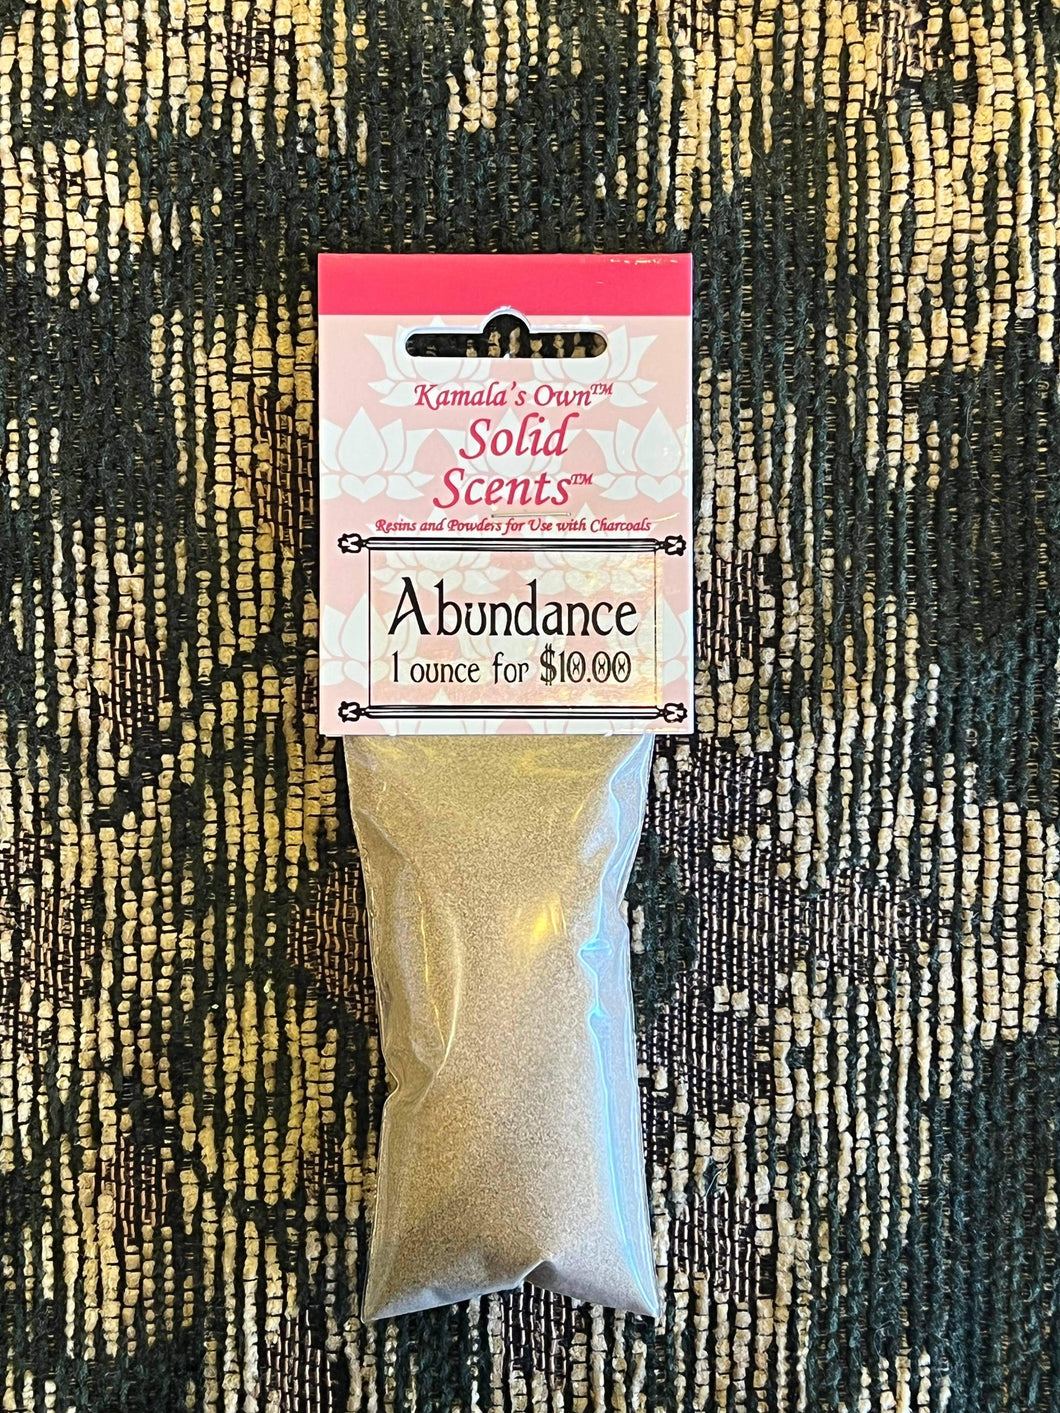 Kamala's Own™
Solid
Scents™
Resins and Powders for Use with Charcoals
Abundance
1 ounce for $10.00